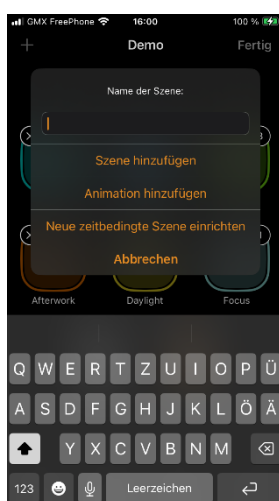 GMX FreePhone 16:00 100 %
+ Demo Fertig
Name der Szene:
Szene hinzufügen
Animation hinzufügen
Neue zeitbedingte Szene einrichten
Abbrechen
Afterwork Daylight Focus
Q W E R T Z U I O P Ü
A S D F G H J K L Ö Ä
Y X C V B N M
123 Leerzeichen